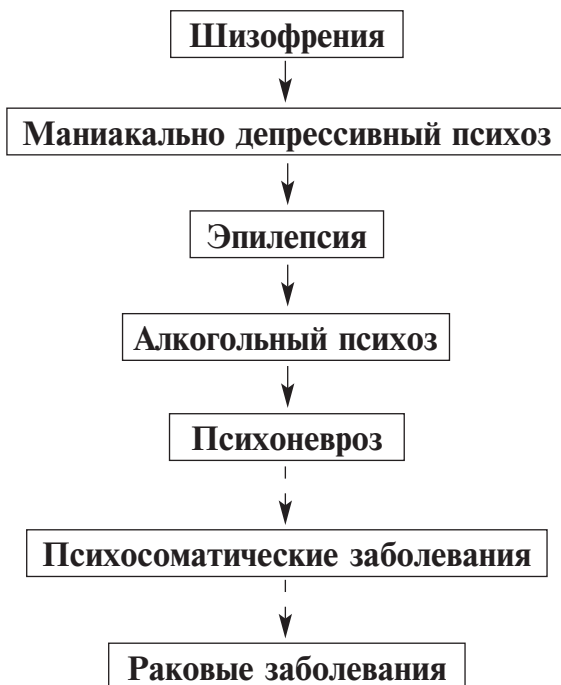 Шизофрения
Маниакально депрессивный психоз
Эпилепсия
Алкогольный психоз
Психоневроз
Психосоматические заболевания
Раковые заболевания